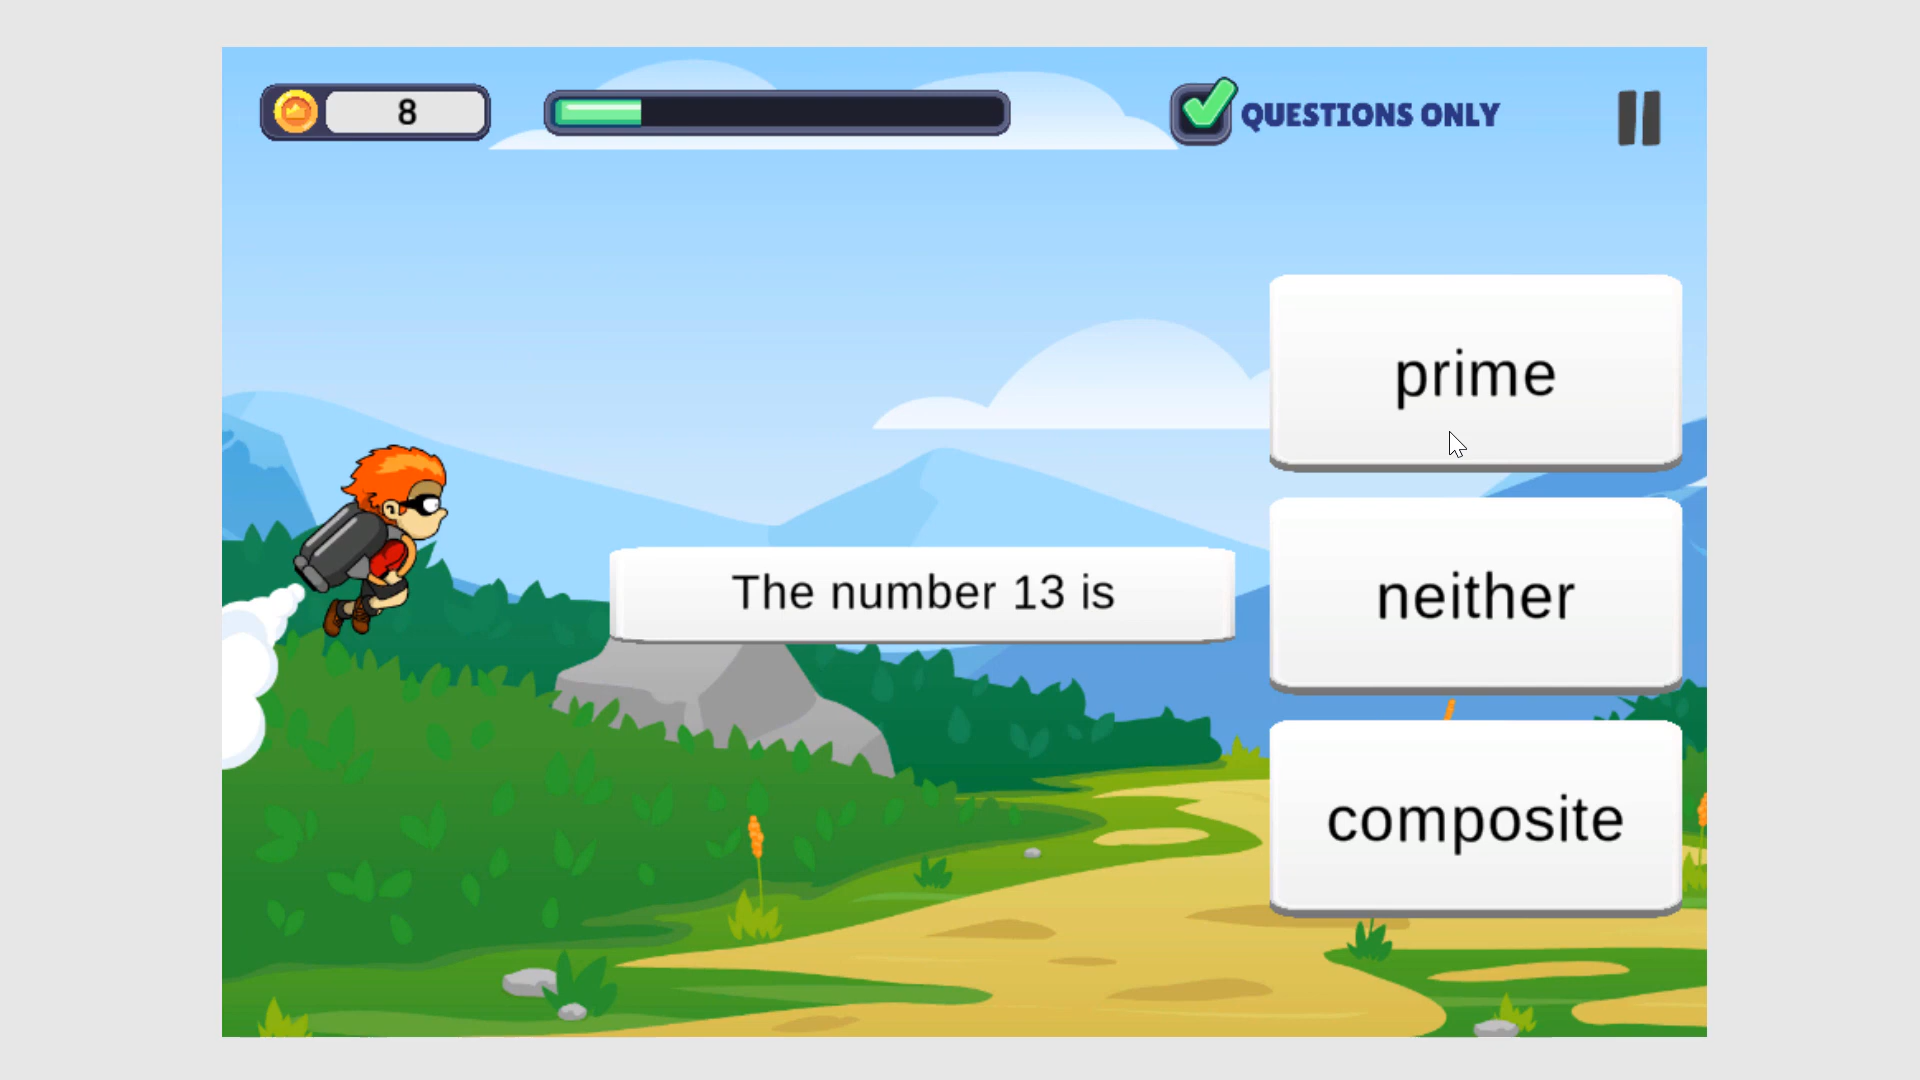 8
QUESTIONS ONLY
The number 13 is
prime
neither
composite